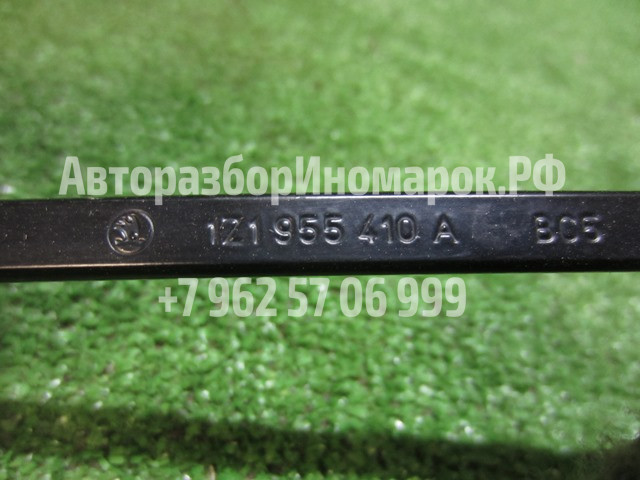 АвторазборИномарок.РФ
1Z1 955 410 A BC5
+7 962 57 06 999